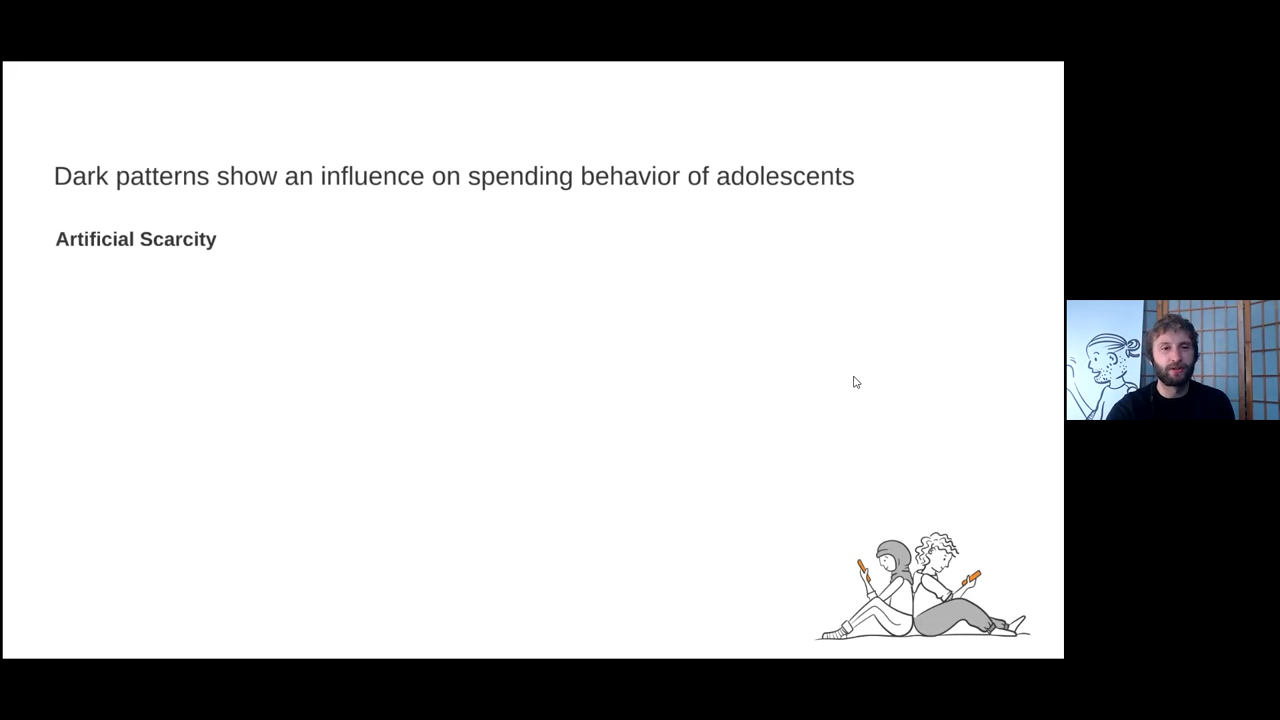 Dark patterns show an influence on spending behavior of adolescents
Artificial Scarcity